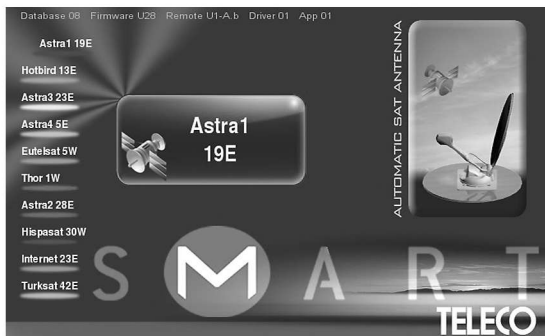 Database 08 Firmware U28 Remote U1-A.b Driver 01 App 01
Astra1 19E
Hotbird 13E
Astra3 23E
Astra4 5E
Eutelsat 5W
Thor 1W
Astra2 28E
Hispasat 30W
Internet 23E
Turksat 42E
Astra1
19E
AUTOMATIC SAT ANTENNA
SMART
TELECO